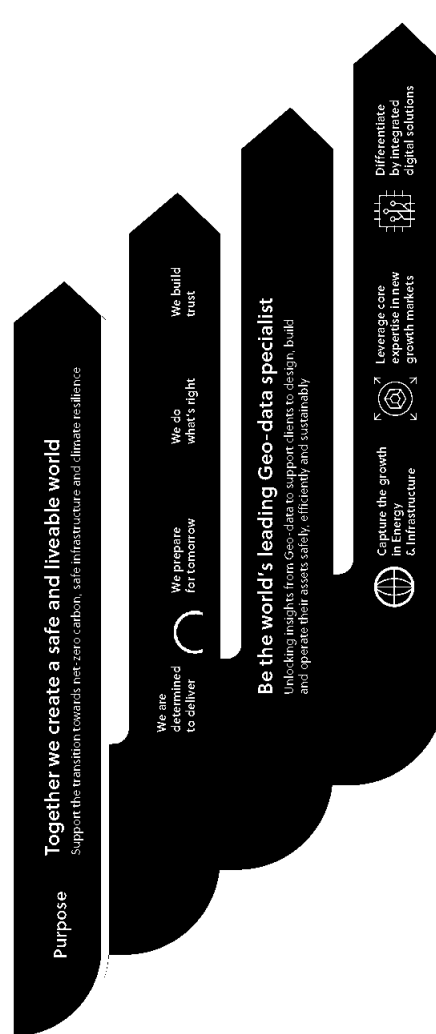 Purpose
Together we create a safe and liveable world
Support the transition towards net-zero carbon, safe infrastructure and climate resilience
We are
determined
to deliver
We prepare
for tomorrow
We do
what's right
We build
trust
Be the world's leading Geo-data specialist
Unlocking insights from Geo-data to support clients to design, build
and operate their assets safely, efficiently and sustainably
Capture the growth
in Energy
& Infrastructure
Leverage core
expertise in new
growth markets
Differentiate
by integrated
digital solutions